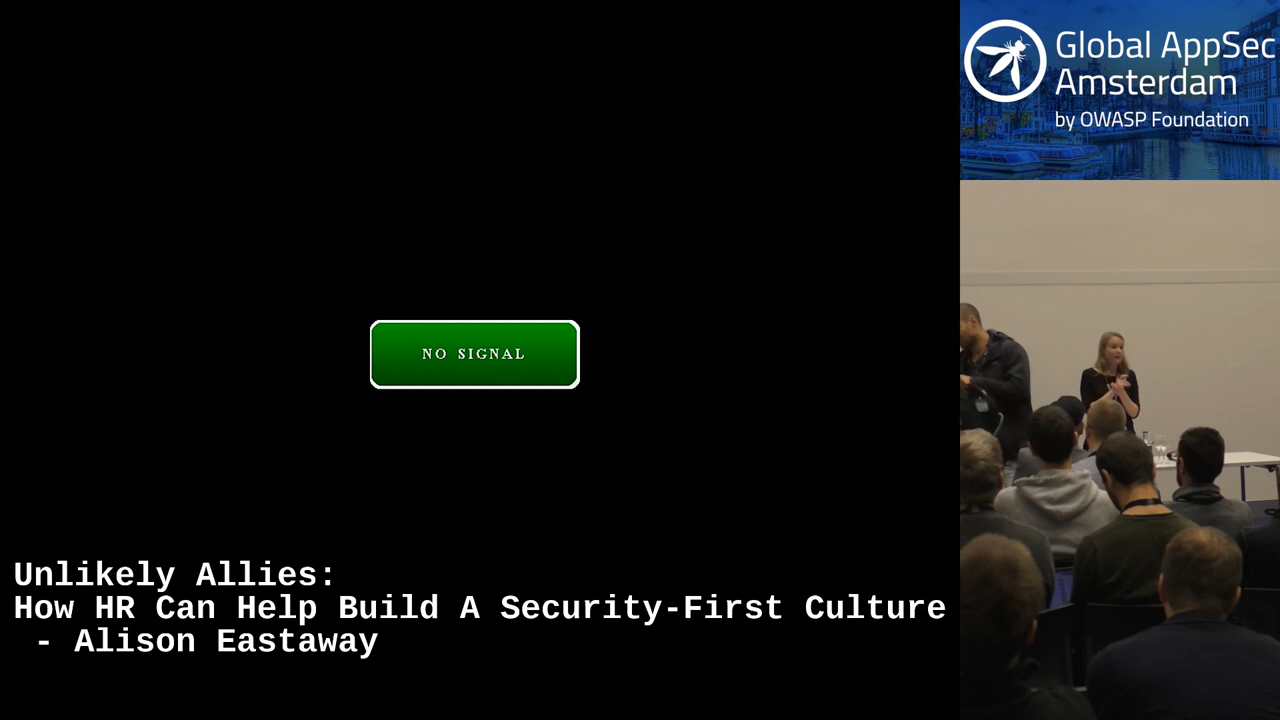 NO SIGNAL
Unlikely Allies:
How HR Can Help Build A Security-First Culture
- Alison Eastaway
Global AppSec
Amsterdam
by OWASP Foundation